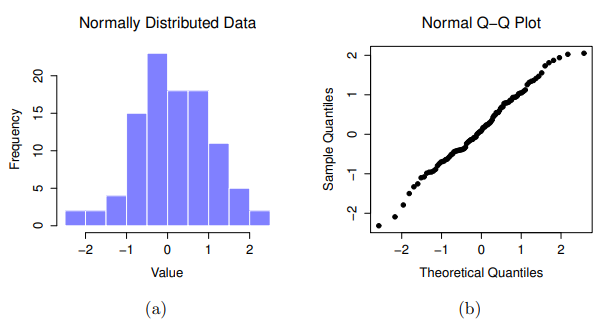 Normally Distributed Data
Frequency
0
5
10
15
20
−2
−1
0
1
2
Value
(a)
Normal Q−Q Plot
Sample Quantiles
−2
−1
0
1
2
−2
−1
0
1
2
Theoretical Quantiles
(b)